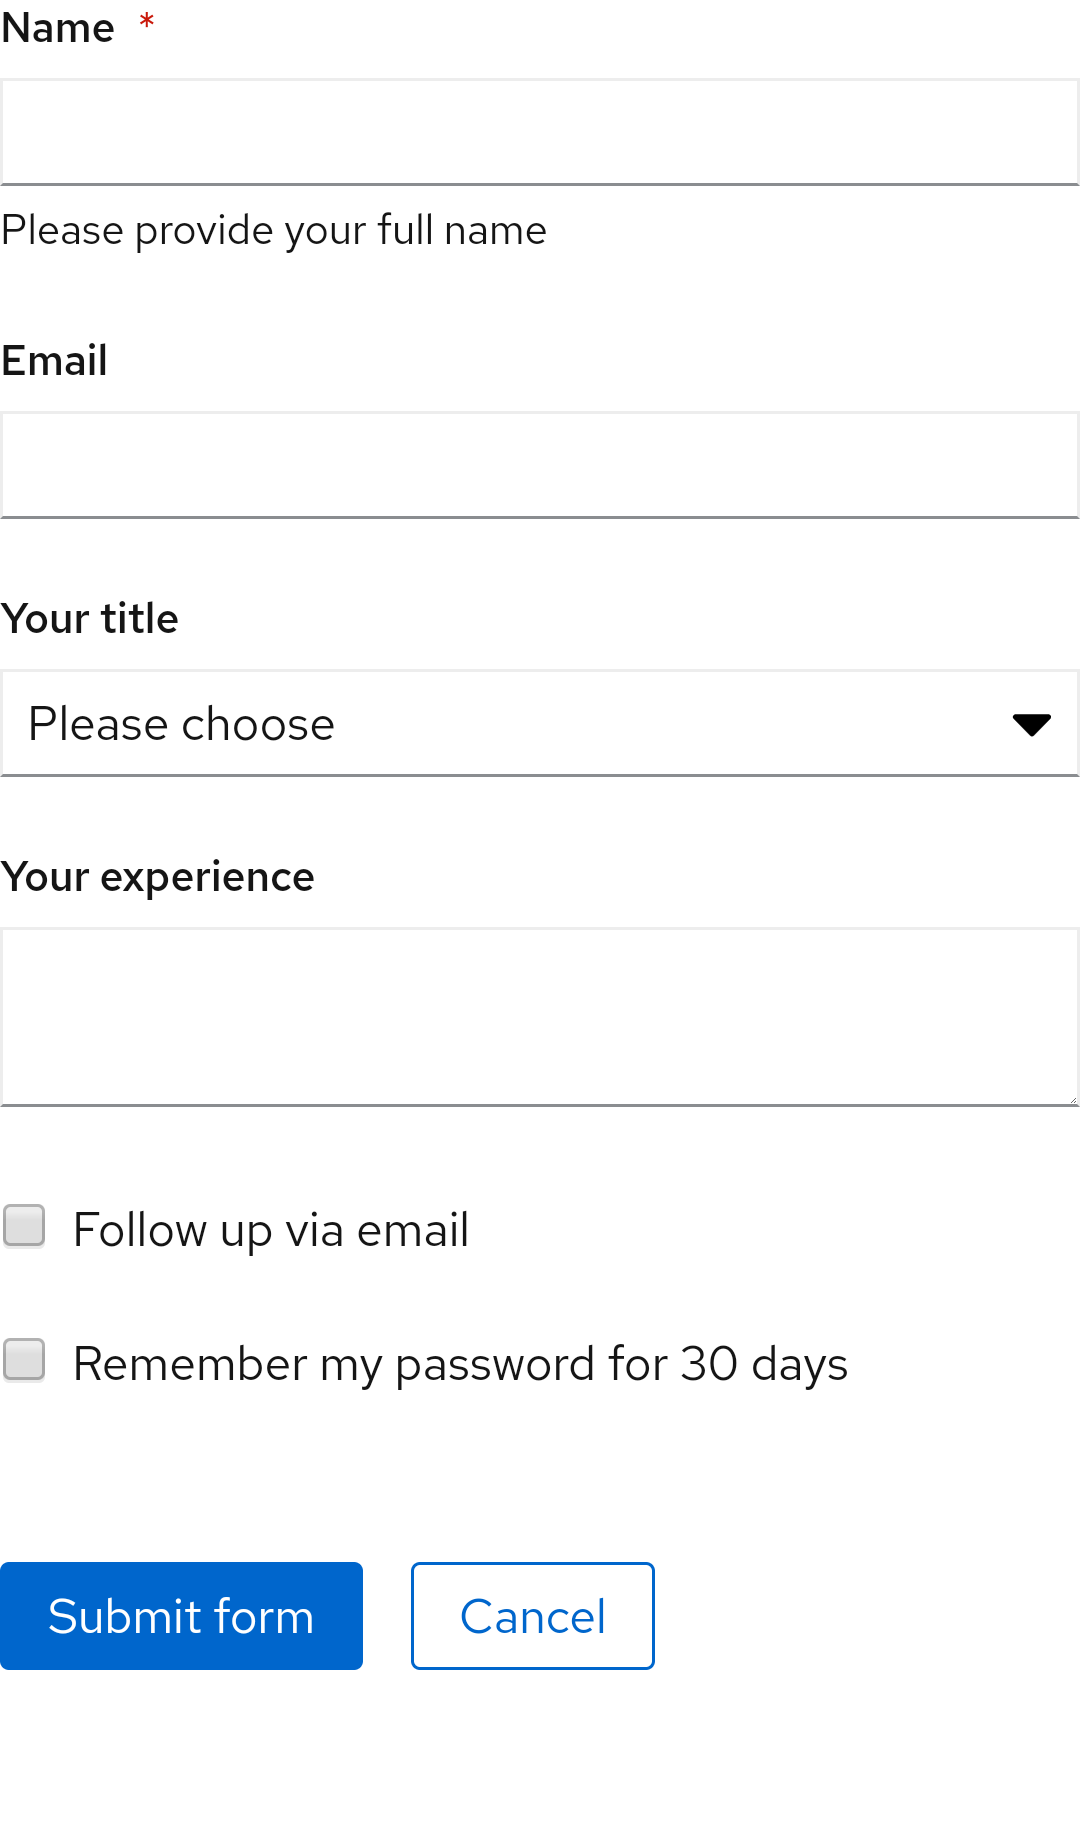 Name *
Please provide your full name
Email
Your title
Please choose
Your experience
Follow up via email
Remember my password for 30 days
Submit form
Cancel